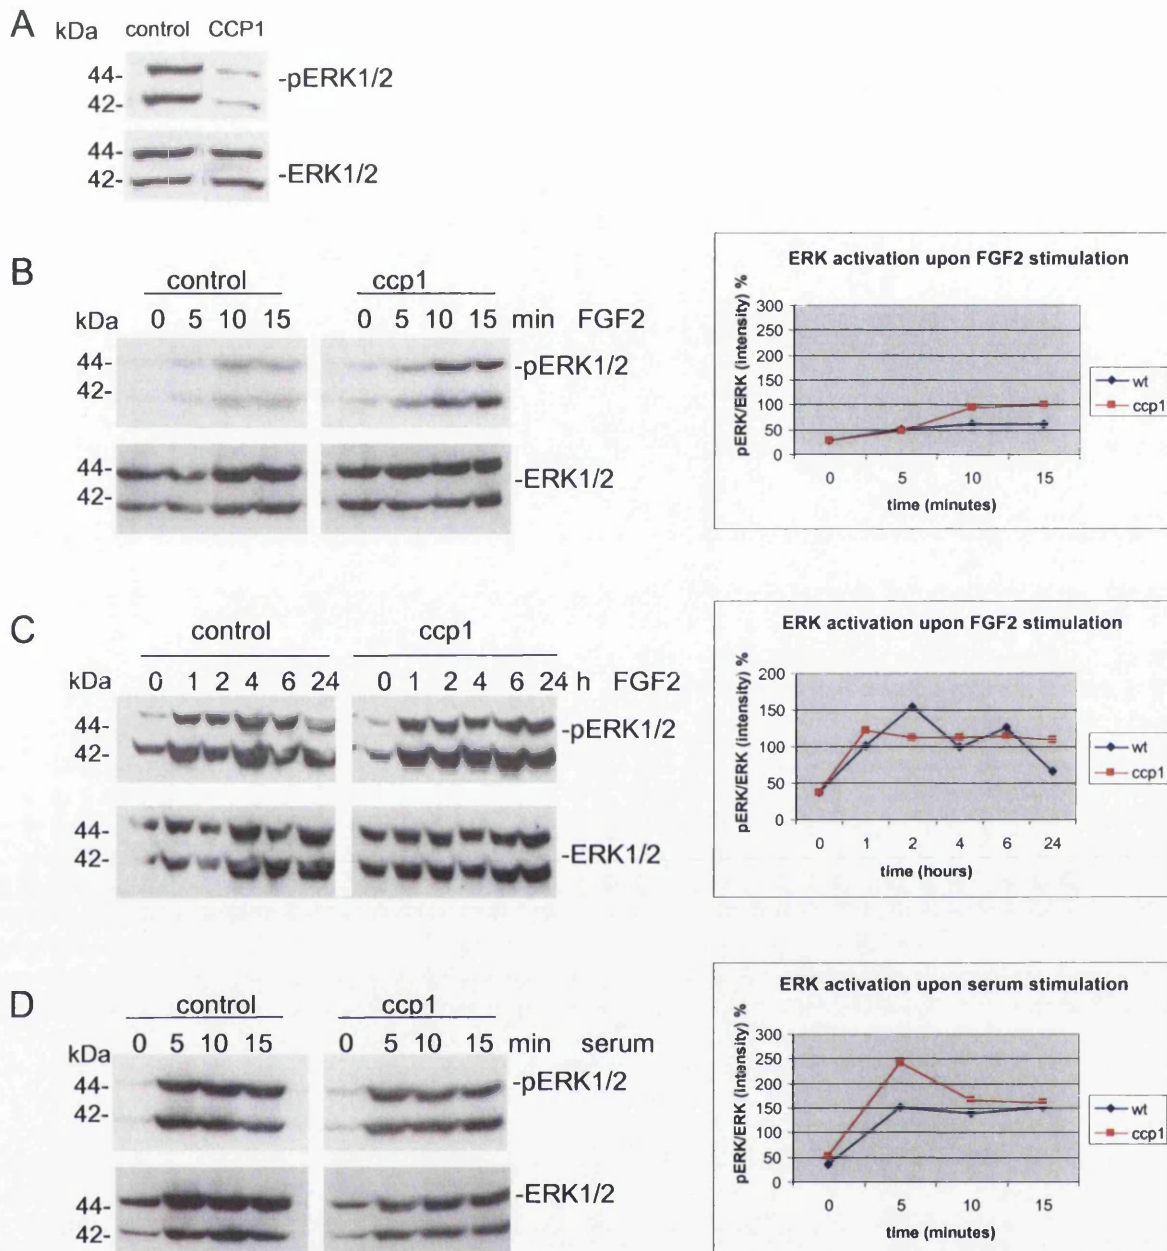 A kDa control CCP1
44-
-pERK1/2
42-
44-
-ERK1/2
42-
B
control ccp1
kDa 0 5 10 15 0 5 10 15 min FGF2
44-
-pERK1/2
42-
44-
-ERK1/2
42-
ERK activation upon FGF2 stimulation
pERK/ERK (intensity) %
300
250
200
150
100
50
0
0 5 10 15
time (minutes)
wt
ccp1
C
control ccp1
kDa 0 1 2 4 6 24 0 1 2 4 6 24 h FGF2
44-
-pERK1/2
42-
44-
-ERK1/2
42-
ERK activation upon FGF2 stimulation
pERK/ERK (intensity) %
200
150
100
50
0
0 1 2 4 6 24
time (hours)
wt
ccp1
D
control ccp1
0 5 10 15 0 5 10 15 min serum
kDa
44-
-pERK1/2
42-
44-
-ERK1/2
42-
ERK activation upon serum stimulation
pERK/ERK (intensity) %
300
250
200
150
100
50
0
0 5 10 15
time (minutes)
wt
ccp1